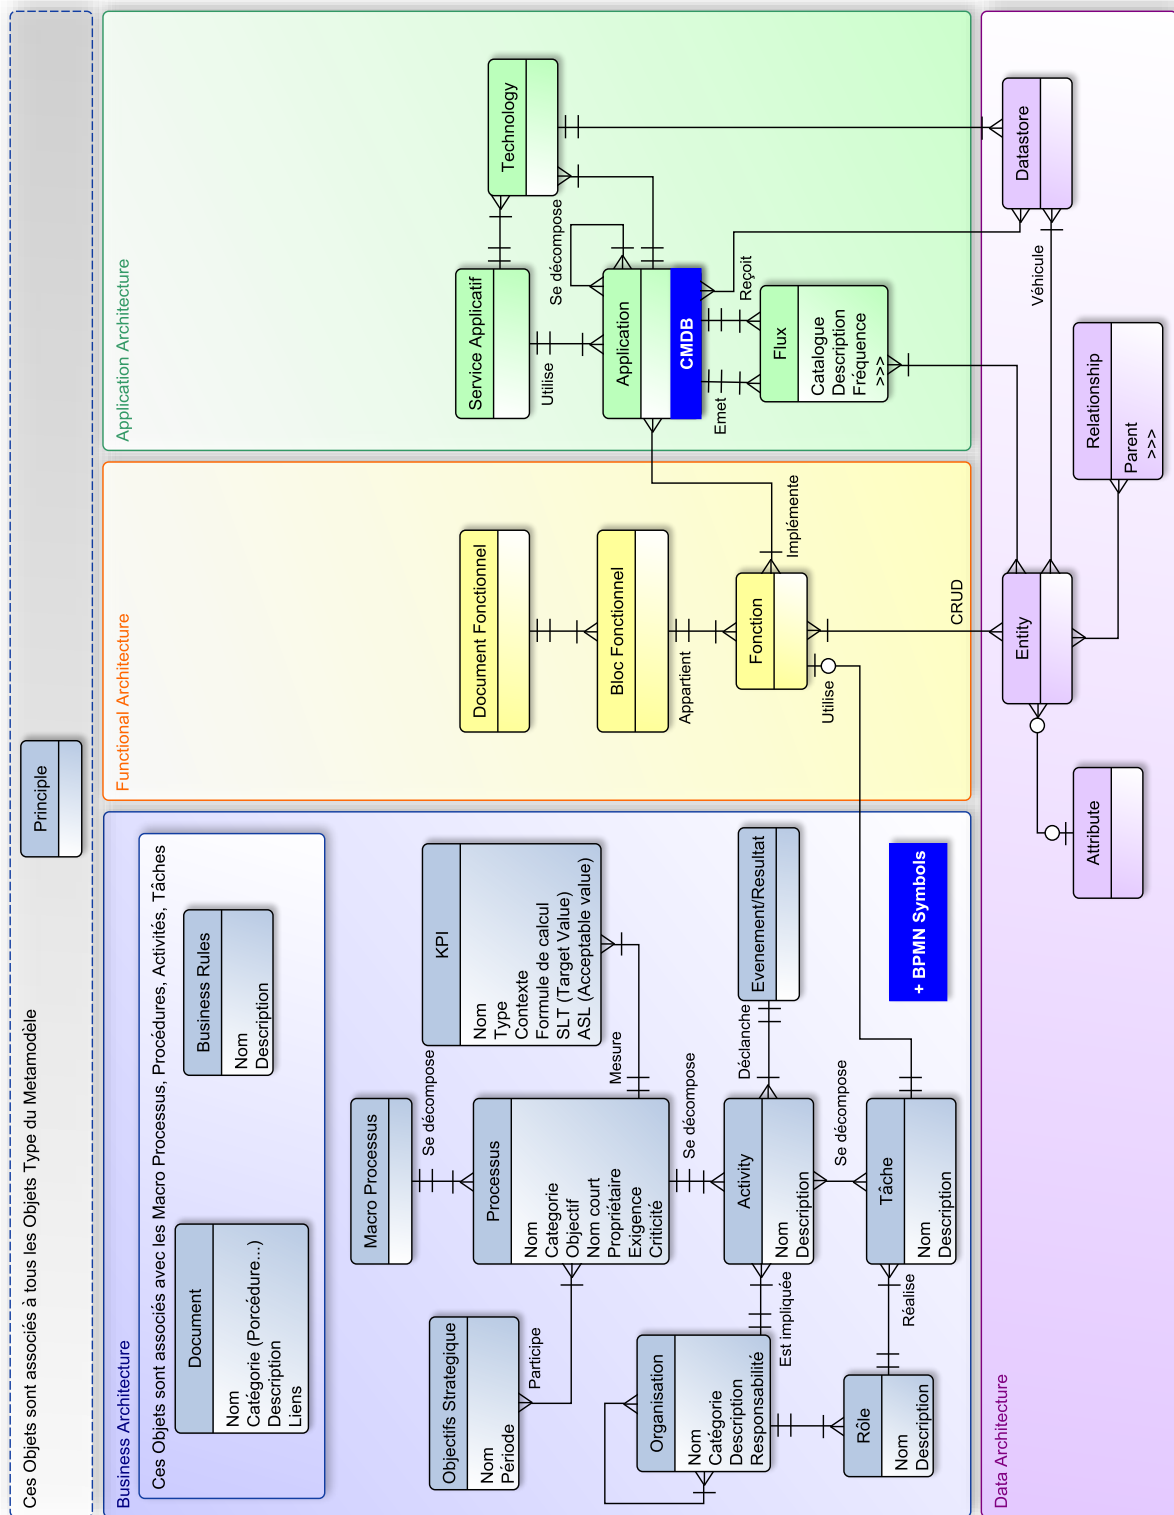 Ces Objets sont associés à tous les Objets Type du Metamodèle
Principle
Business Architecture
Ces Objets sont associés avec les Macro Processus, Procédures, Activités, Tâches
Document
Nom
Catégorie (Porcédure...)
Description
Liens
Business Rules
Nom
Description
Macro Processus
Se décompose
KPI
Nom
Type
Contexte
Formule de calcul
SLT (Target Value)
ASL (Acceptable value)
Objectifs Strategique
Nom
Période
Participe
Processus
Nom
Categorie
Objectif
Nom court
Propriétaire
Exigence
Criticité
Mesure
Se décompose
Organisation
Nom
Catégorie
Description
Responsabilité
Est impliquée
Activity
Nom
Description
Déclanche
Evenement/Resultat
Se décompose
Rôle
Nom
Description
Réalise
Tâche
Nom
Description
+ BPMN Symbols
Functional Architecture
Document Fonctionnel
Bloc Fonctionnel
Appartient
Fonction
Utilise
Implémente
CRUD
Application Architecture
Service Applicatif
Utilise
Technology
Se décompose
Application
CMDB
Emet
Reçoit
Flux
Catalogue
Description
Fréquence
>>>
Data Architecture
Attribute
Entity
Véhicule
Datastore
Relationship
Parent
>>>